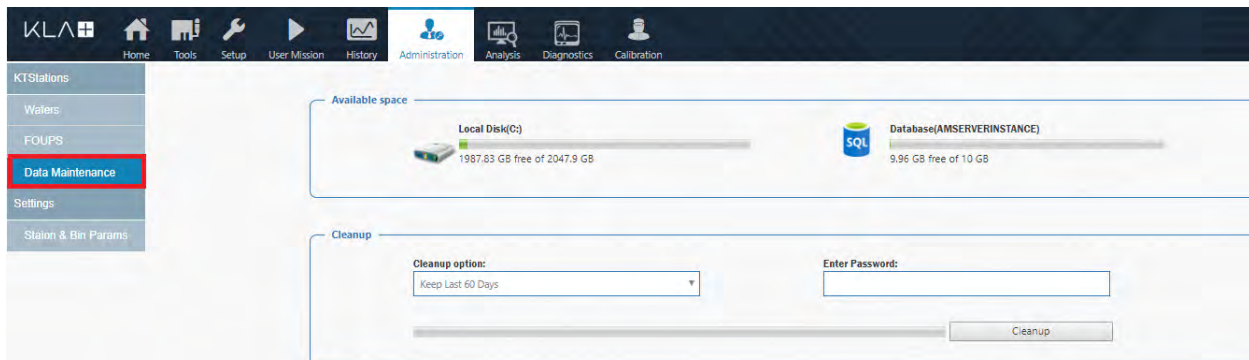 KLA+
Home
Tools
Setup
User Mission
History
Administration
Analysis
Diagnostics
Calibration
KTStations
Wafers
FOUPS
Data Maintenance
Settings
Staion & Bin Params
Available space
Local Disk(C:)
1987.83 GB free of 2047.9 GB
SQL
Database(AMSERVERINSTANCE)
9.96 GB free of 10 GB
Cleanup
Cleanup option:
Keep Last 60 Days
Enter Password:
Cleanup